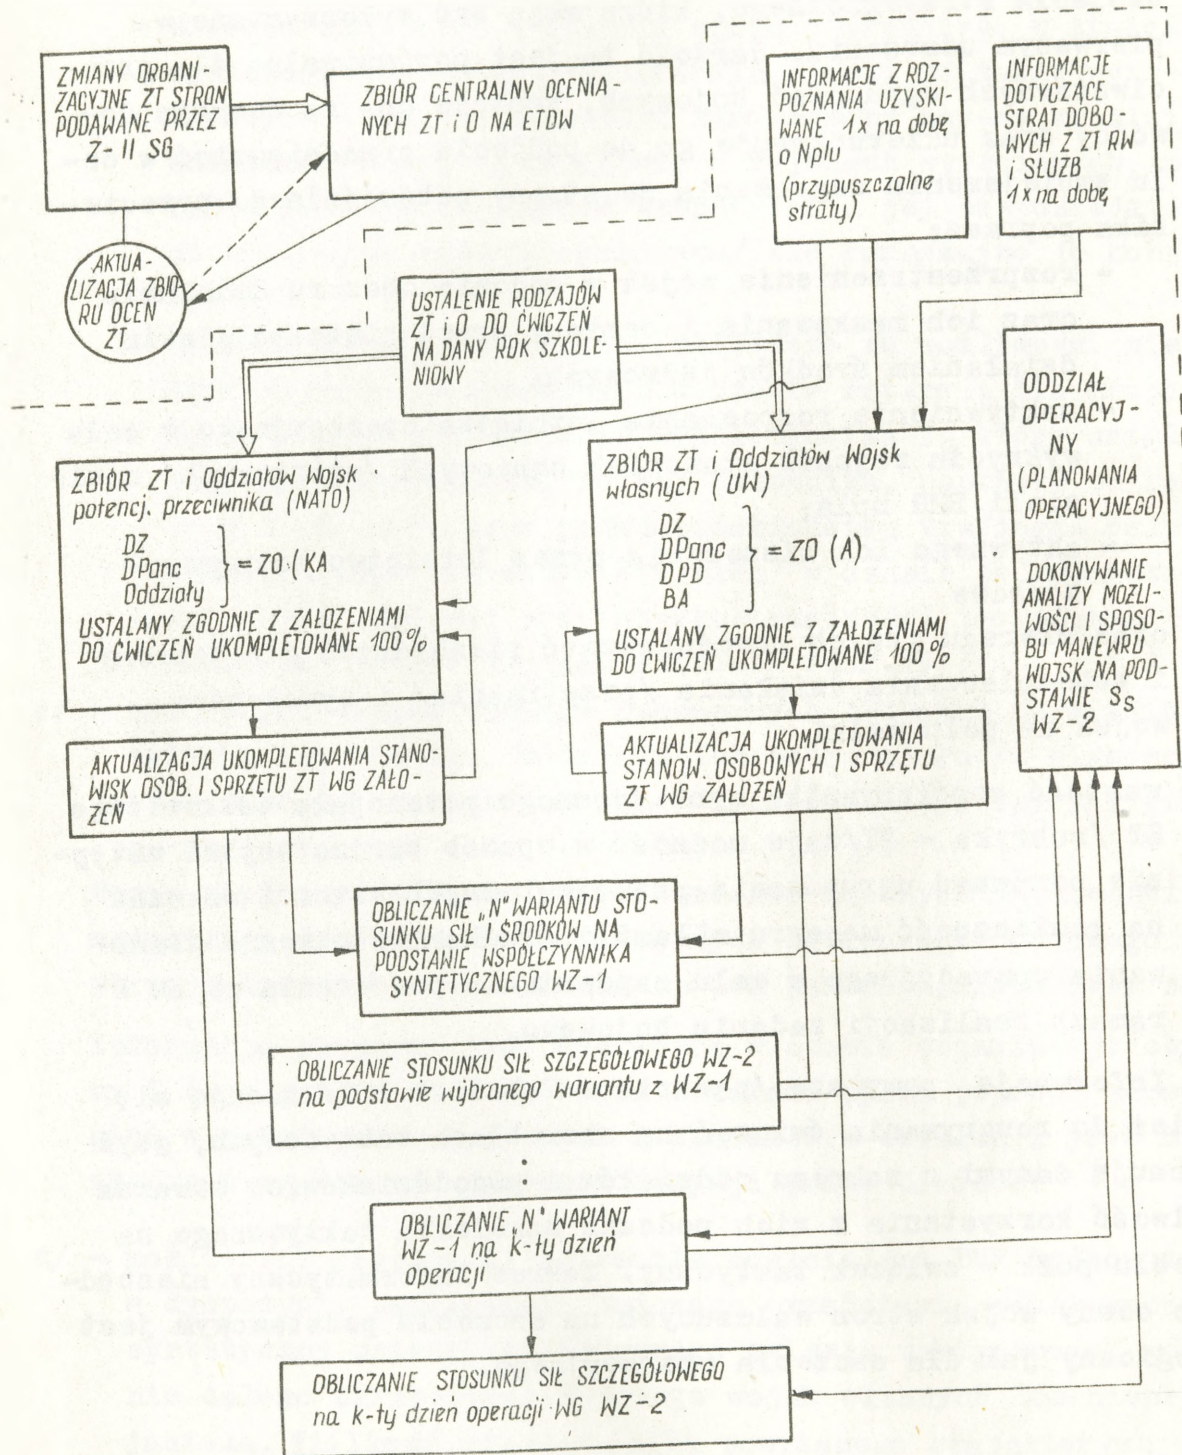 ZMIANY ORGANI-
ZACYJNE ZT STRON
PODAWANE PRZEZ
Z-II SG
ZBIÓR CENTRALNY OCENIA-
NYCH ZT i O NA ETDW
INFORMACJE Z ROZ-
POZNANIA UZYSKI-
WANE 1x na dobę
o Nplu
(przypuszczalne
straty)
INFORMACJE
DOTYCZĄCE
STRAT DOBO-
WYCH Z ZT RW
i SŁUŻB
1x na dobę
AKTUA-
LIZACJA ZBIO-
RU OCEN
ZT
USTALENIE RODZAJÓW
ZT i O DO ĆWICZEŃ
NA DANY ROK SZKOLE-
NIOWY
ODDZIAŁ
OPERACYJ-
NY
(PLANOWANIA
OPERACYJNEGO)
DOKONYWANIE
ANALIZY MOŻLI-
WOŚCI I SPOSO-
BU MANEWRU
WOJSK NA POD-
STAWIE SS
WZ-2
ZBIÓR ZT i Oddziałów Wojsk
potencj. przeciwnika (NATO)
DZ
DPanc
Oddziały
= ZO (KA
USTALANY ZGODNIE Z ZAŁOŻENIAMI
DO ĆWICZEŃ UKOMPLETOWANE 100%
ZBIÓR ZT i Oddziałów Wojsk
własnych (UW)
DZ
DPanc
DPD
BA
= ZO (A)
USTALANY ZGODNIE Z ZAŁOŻENIAMI
DO ĆWICZEŃ UKOMPLETOWANE 100%
AKTUALIZACJA UKOMPLETOWANIA STANO-
WISK OSOB. I SPRZĘTU ZT WG ZAŁO-
ŻEŃ
AKTUALIZACJA UKOMPLETOWANIA
STANOW. OSOBOWYCH I SPRZĘTU
ZT WG ZAŁOŻEŃ
OBLICZANIE „N" WARIANTU STO-
SUNKU SIŁ I ŚRODKÓW NA
PODSTAWIE WSPÓŁCZYNNIKA
SYNTETYCZNEGO WZ-1
OBLICZANIE STOSUNKU SIŁ SZCZEGÓŁOWEGO WZ-2
na podstawie wybranego wariantu z WZ-1
OBLICZANIE „N" WARIANT
WZ-1 na k-ty dzień
operacji
OBLICZANIE STOSUNKU SIŁ SZCZEGÓŁOWEGO
na k-ty dzień operacji WG WZ-2